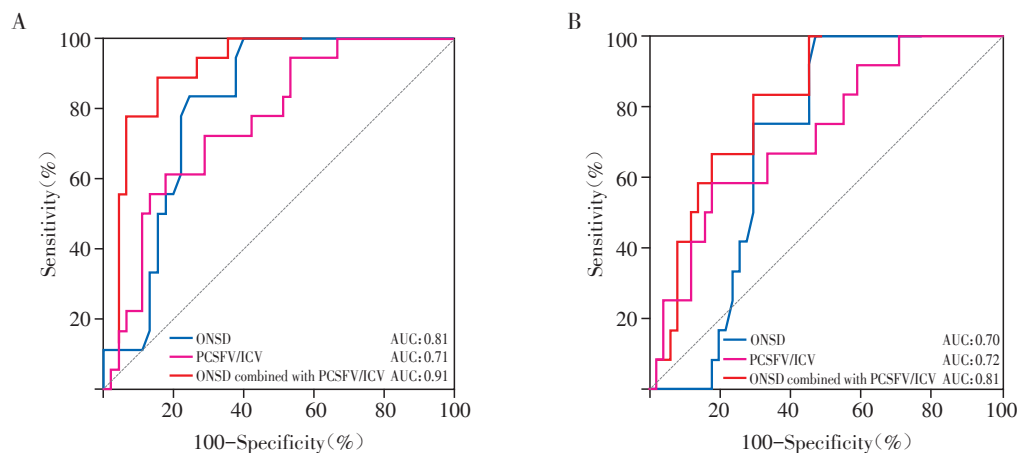 A
100
80
60
40
20
Sensitivity(%)
ONSD AUC:0.81
PCSFV/ICV AUC:0.71
ONSD combined with PCSFV/ICV AUC:0.91
20 40 60 80 100
100-Specificity(%)
B
100
80
60
40
20
Sensitivity(%)
ONSD AUC:0.70
PCSFV/ICV AUC:0.72
ONSD combined with PCSFV/ICV AUC:0.81
20 40 60 80 100
100-Specificity(%)